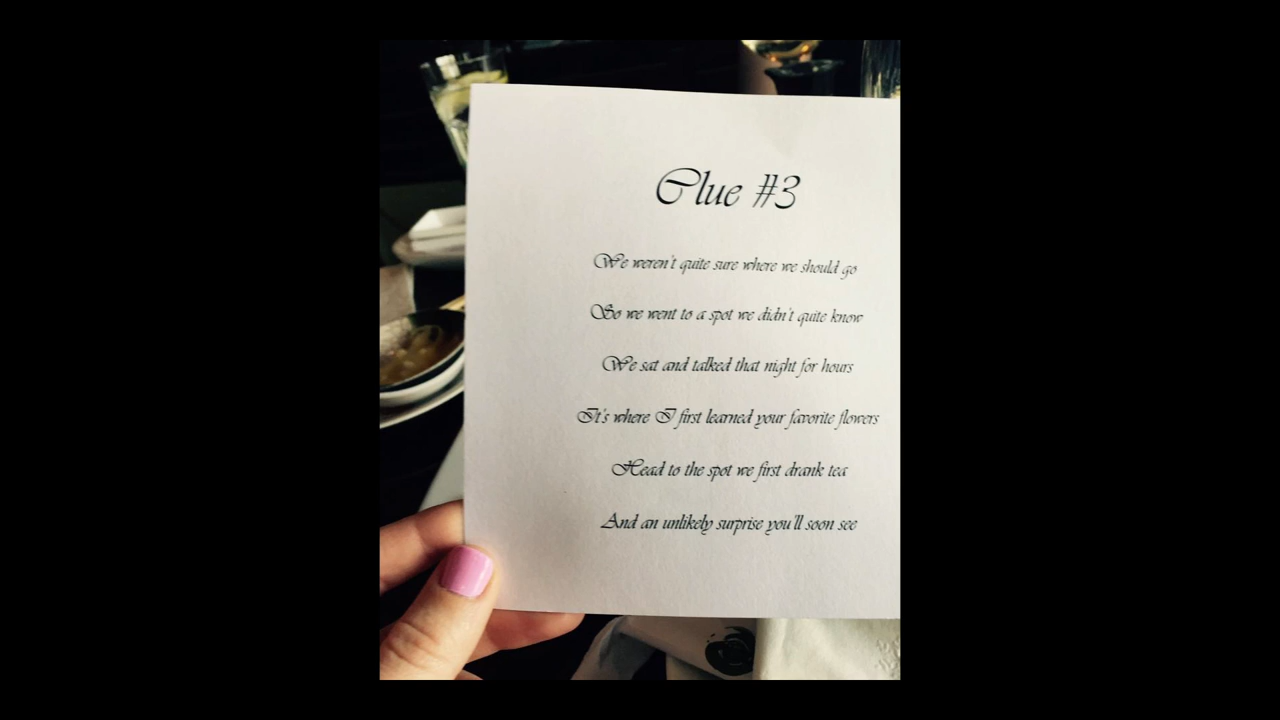 Clue #3
We weren't quite sure where we should go
So we went to a spot we didn't quite know
We sat and talked that night for hours
It's where I first learned your favorite flowers
Head to the spot we first drank tea
And an unlikely surprise you'll soon see